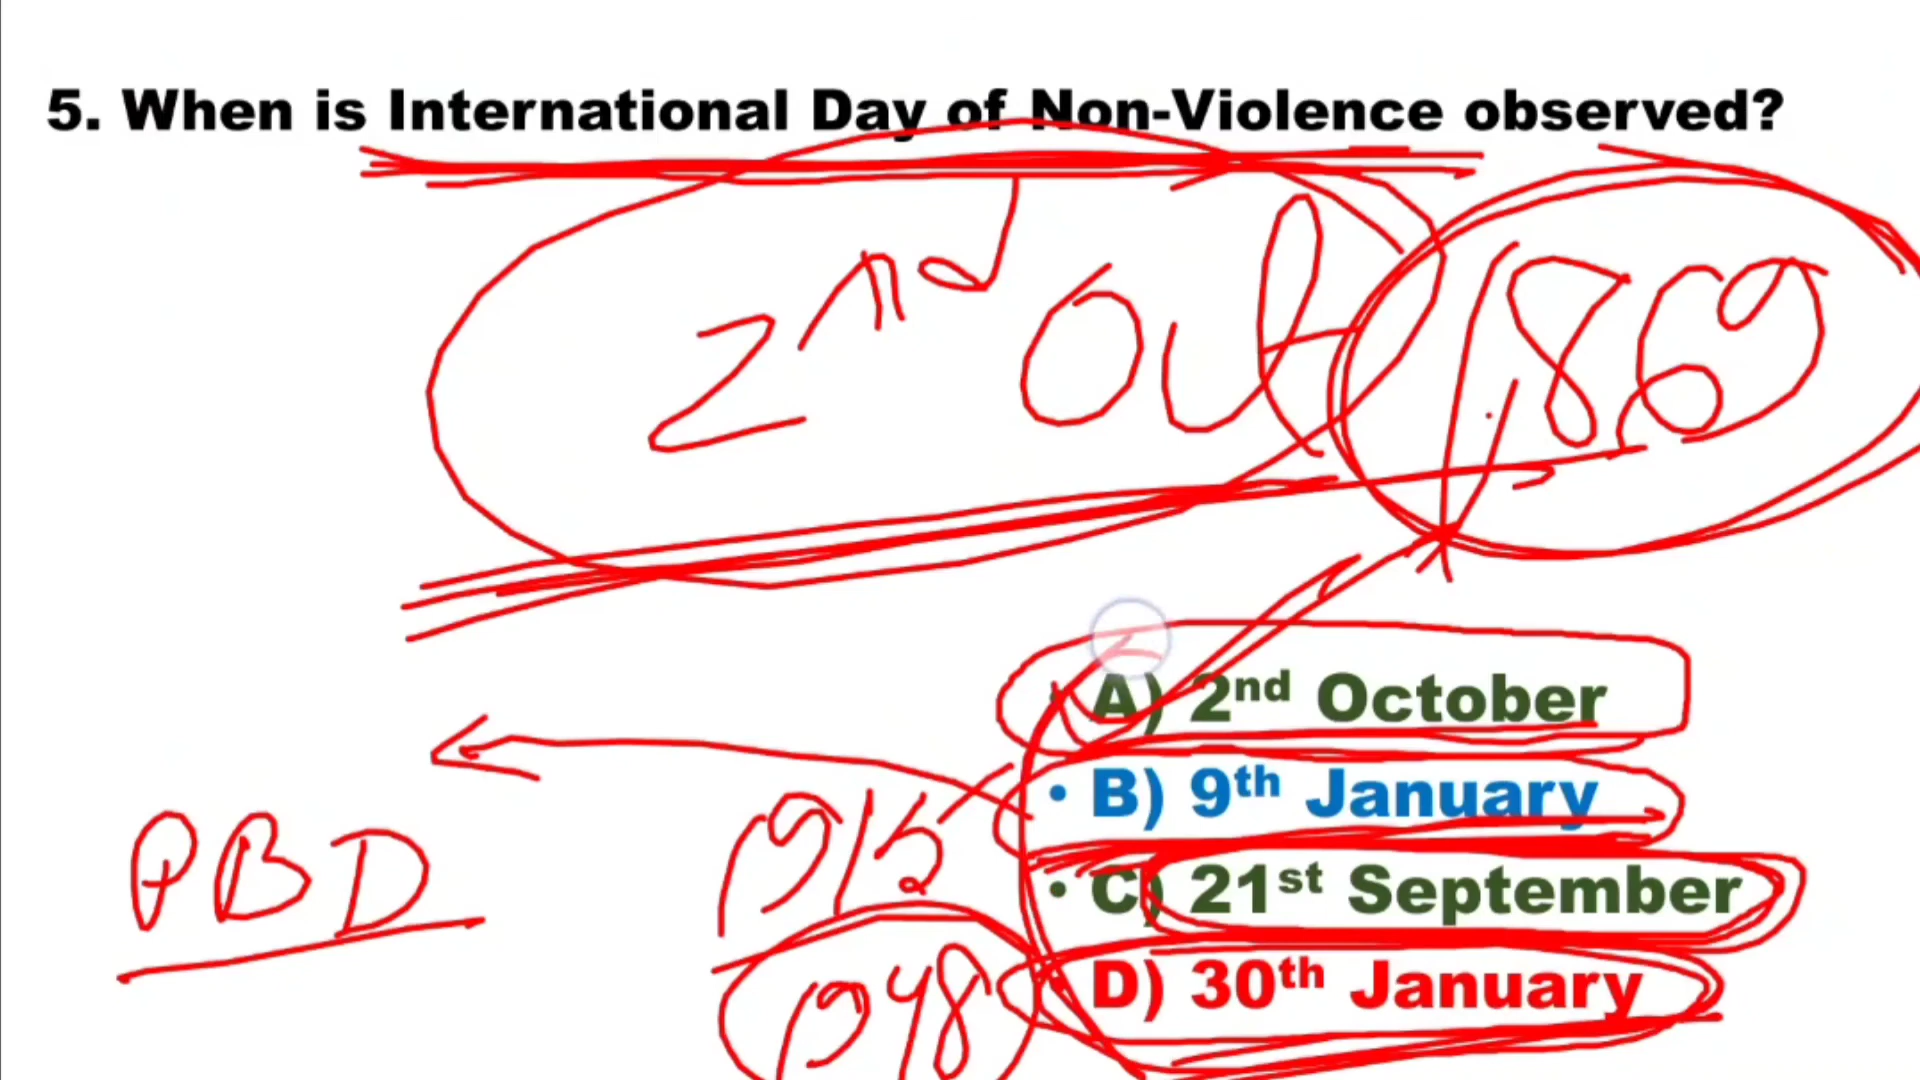 5. When is International Day of Non-Violence observed?
2nd Oct 1869
• A) 2nd October
• B) 9th January
• C) 21st September
• D) 30th January
PBD
1915
1948